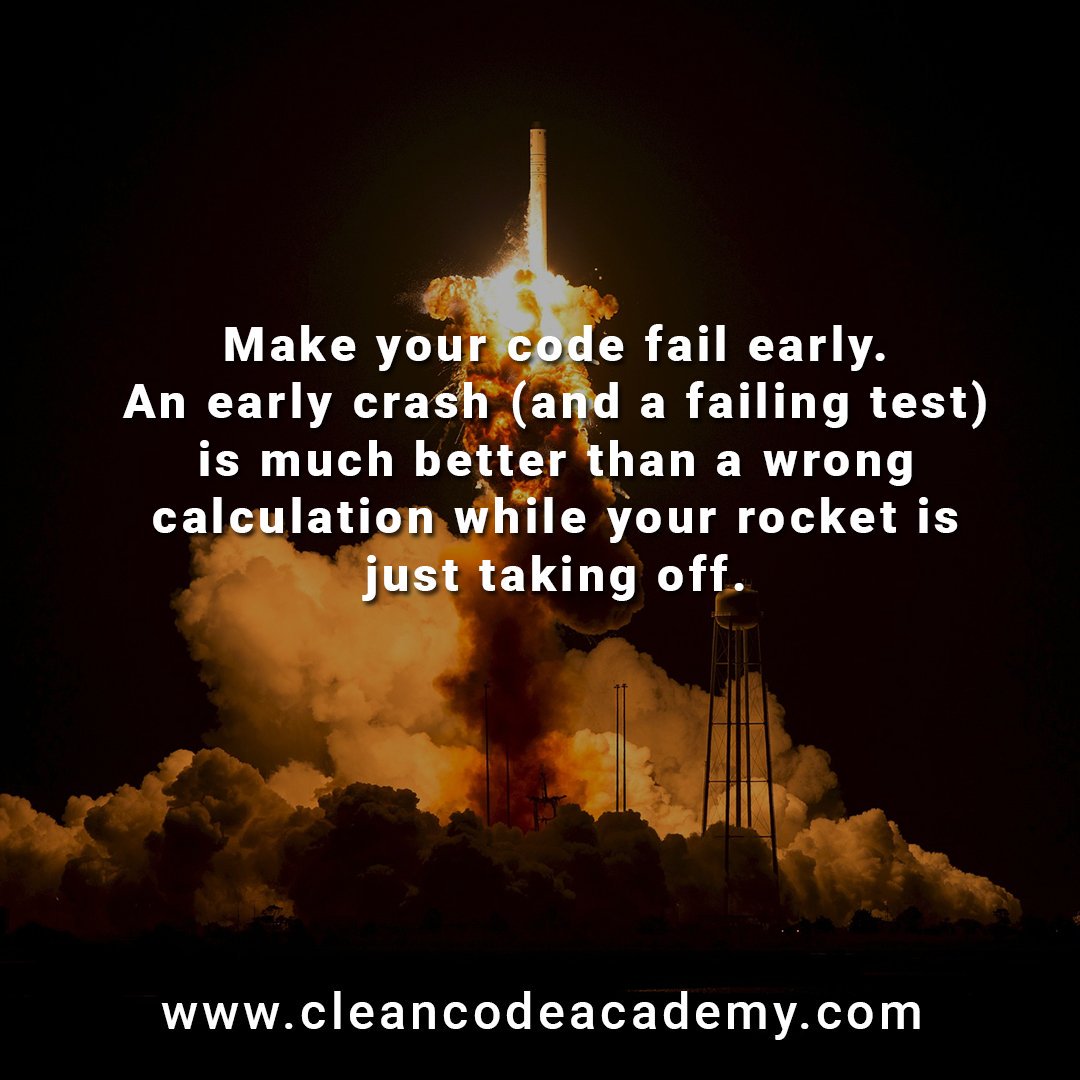 Make your code fail early.
An early crash (and a failing test)
is much better than a wrong
calculation while your rocket is
just taking off.
www.cleancodeacademy.com